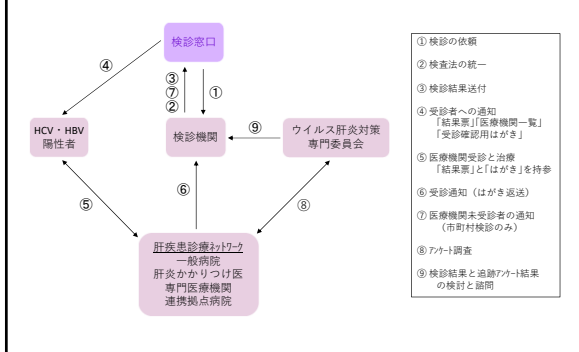 検診窓口
④
③
⑦
②
①
HCV・HBV
陽性者
検診機関
⑨
ウイルス肝炎対策
専門委員会
⑤
⑥
⑧
肝疾患診療ネットワーク
一般病院
肝炎かかりつけ医
専門医療機関
連携拠点病院
①検診の依頼
②検査法の統一
③検診結果送付
④受診者への通知
「結果票」「医療機関一覧」
「受診確認用はがき」
⑤医療機関受診と治療
「結果票」と「はがき」を持参
⑥受診通知（はがき返送）
⑦医療機関未受診者の通知
（市町村検診のみ）
⑧アンケート調査
⑨検診結果と追跡アンケート結果
の検討と諮問